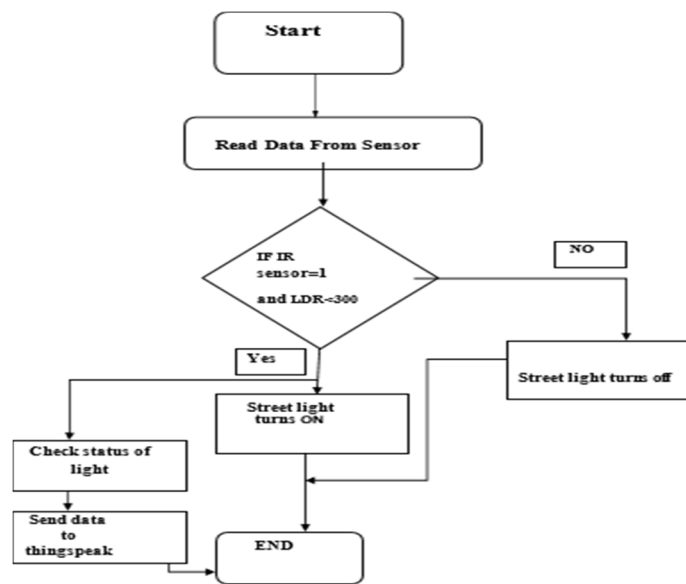 Start
Read Data From Sensor
IF IR
sensor=1
and LDR<300
NO
Yes
Street light turns off
Street light
turns ON
Check status of
light
Send data
to
thingspeak
END